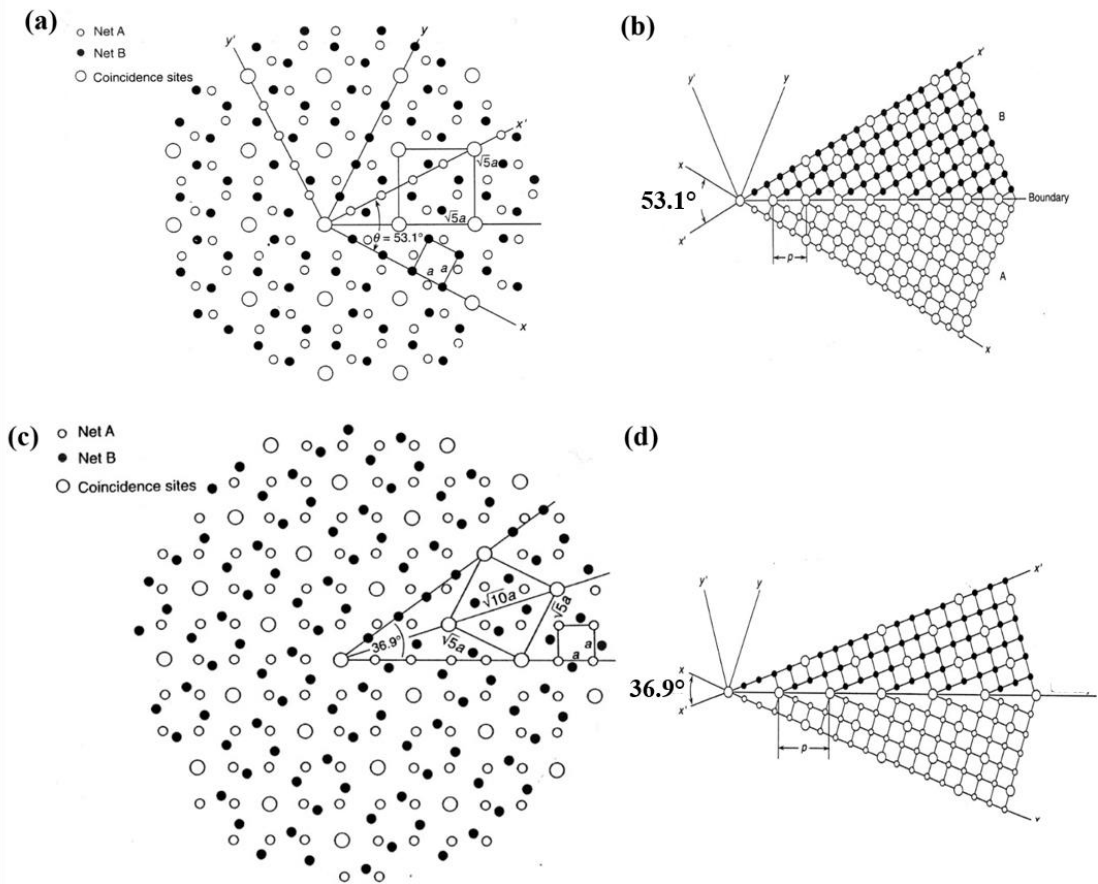 (a)
Net A
Net B
Coincidence sites
y'
y
x'
√5a
√5a
θ = 53.1°
a
a
x
(b)
y'
y
x'
B
x
53.1°
Boundary
x'
p
A
x
(c)
Net A
Net B
Coincidence sites
√10a
√5a
36.9°
√5a
a
a
(d)
y'
y
x'
x
36.9°
x'
p